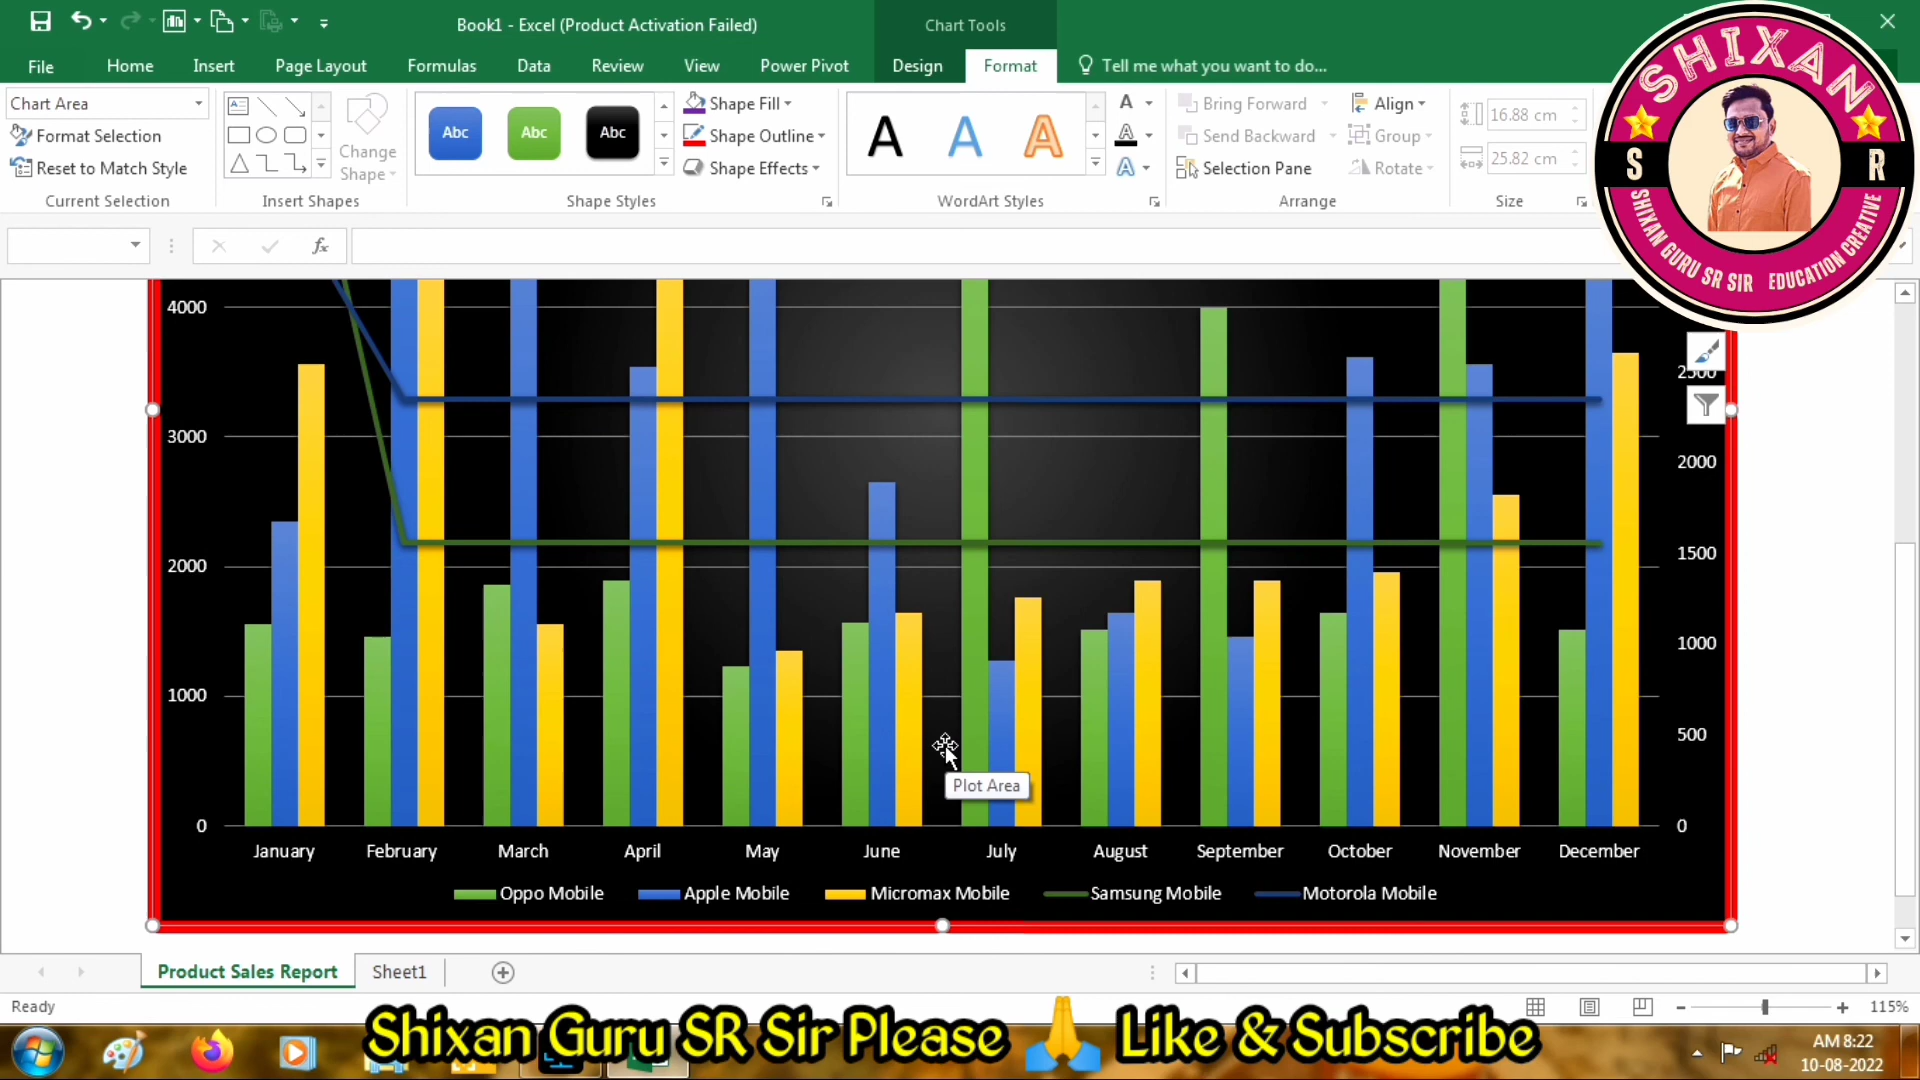 Book1 - Excel (Product Activation Failed)
Chart Tools
File
Home
Insert
Page Layout
Formulas
Data
Review
View
Power Pivot
Design
Format
Tell me what you want to do...
Chart Area
Format Selection
Reset to Match Style
Current Selection
Change
Shape
Insert Shapes
Abc
Abc
Abc
Shape Fill
Shape Outline
Shape Effects
Shape Styles
A A A
WordArt Styles
Bring Forward
Send Backward
Selection Pane
Align
Group
Rotate
Arrange
16.88 cm
25.82 cm
Size
SHIXAN
S R
SHIXAN GURU SR SIR EDUCATION CREATIVE
fx
4000
3000
2000
1000
0
2500
2000
1500
1000
500
0
Plot Area
January February March April May June July August September October November December
Oppo Mobile Apple Mobile Micromax Mobile Samsung Mobile Motorola Mobile
Product Sales Report
Sheet1
Ready
115%
Shixan Guru SR Sir Please 🙏 Like & Subscribe
AM 8:22
10-08-2022